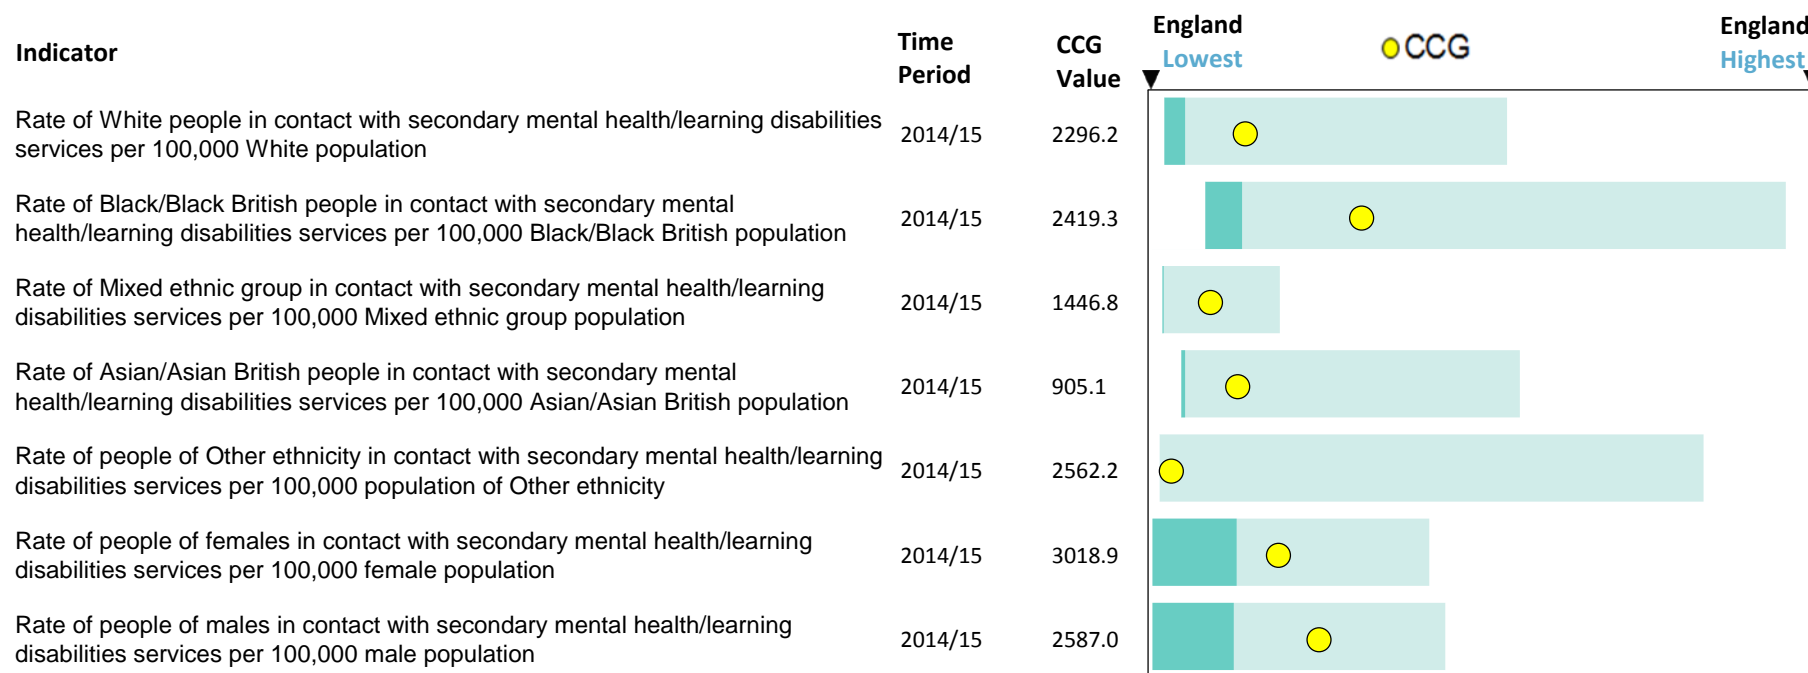 Indicator
Time Period
CCG Value
England Lowest
CCG
England Highest
Rate of White people in contact with secondary mental health/learning disabilities
services per 100,000 White population
2014/15
2296.2
Rate of Black/Black British people in contact with secondary mental
health/learning disabilities services per 100,000 Black/Black British population
2014/15
2419.3
Rate of Mixed ethnic group in contact with secondary mental health/learning
disabilities services per 100,000 Mixed ethnic group population
2014/15
1446.8
Rate of Asian/Asian British people in contact with secondary mental
health/learning disabilities services per 100,000 Asian/Asian British population
2014/15
905.1
Rate of people of Other ethnicity in contact with secondary mental health/learning
disabilities services per 100,000 population of Other ethnicity
2014/15
2562.2
Rate of people of females in contact with secondary mental health/learning
disabilities services per 100,000 female population
2014/15
3018.9
Rate of people of males in contact with secondary mental health/learning
disabilities services per 100,000 male population
2014/15
2587.0